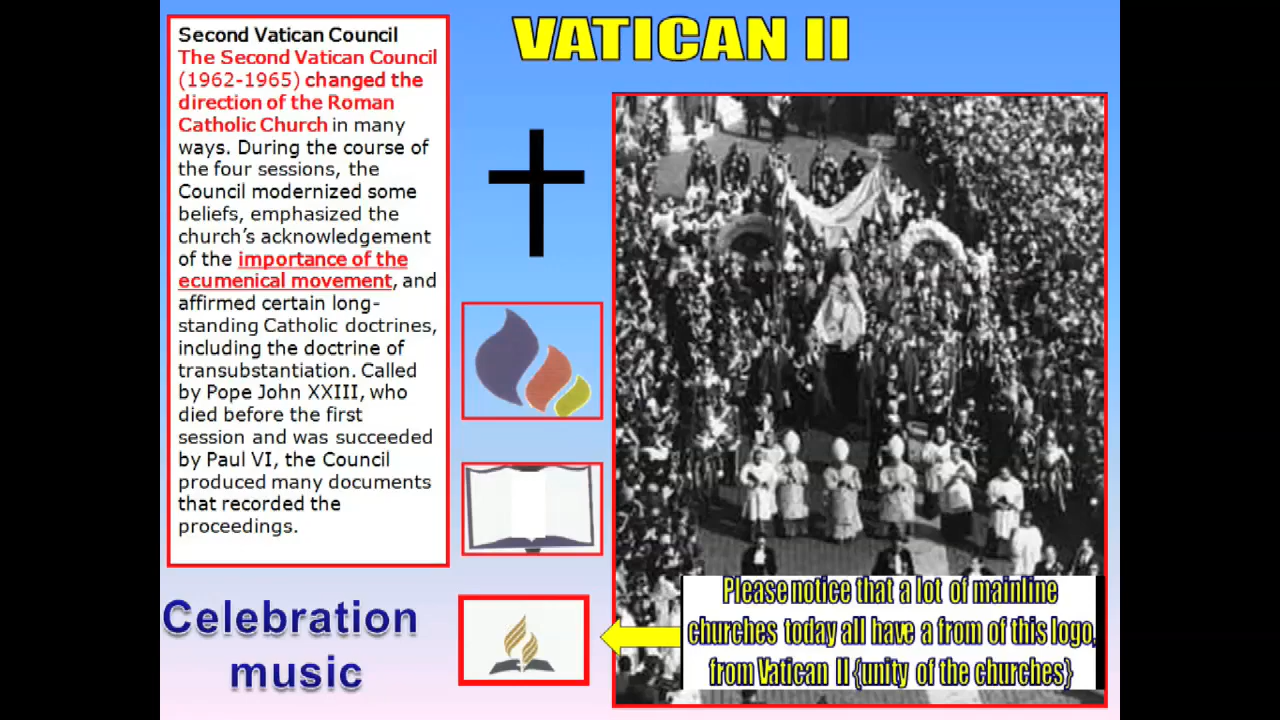 VATICAN II
Second Vatican Council
The Second Vatican Council
(1962-1965) changed the
direction of the Roman
Catholic Church in many
ways. During the course of
the four sessions, the
Council modernized some
beliefs, emphasized the
church's acknowledgement
of the importance of the
ecumenical movement, and
affirmed certain long-
standing Catholic doctrines,
including the doctrine of
transubstantiation. Called
by Pope John XXIII, who
died before the first
session and was succeeded
by Paul VI, the Council
produced many documents
that recorded the
proceedings.
Celebration
music
Please notice that a lot of mainline
churches today all have a from of this logo,
from Vatican II {unity of the churches}